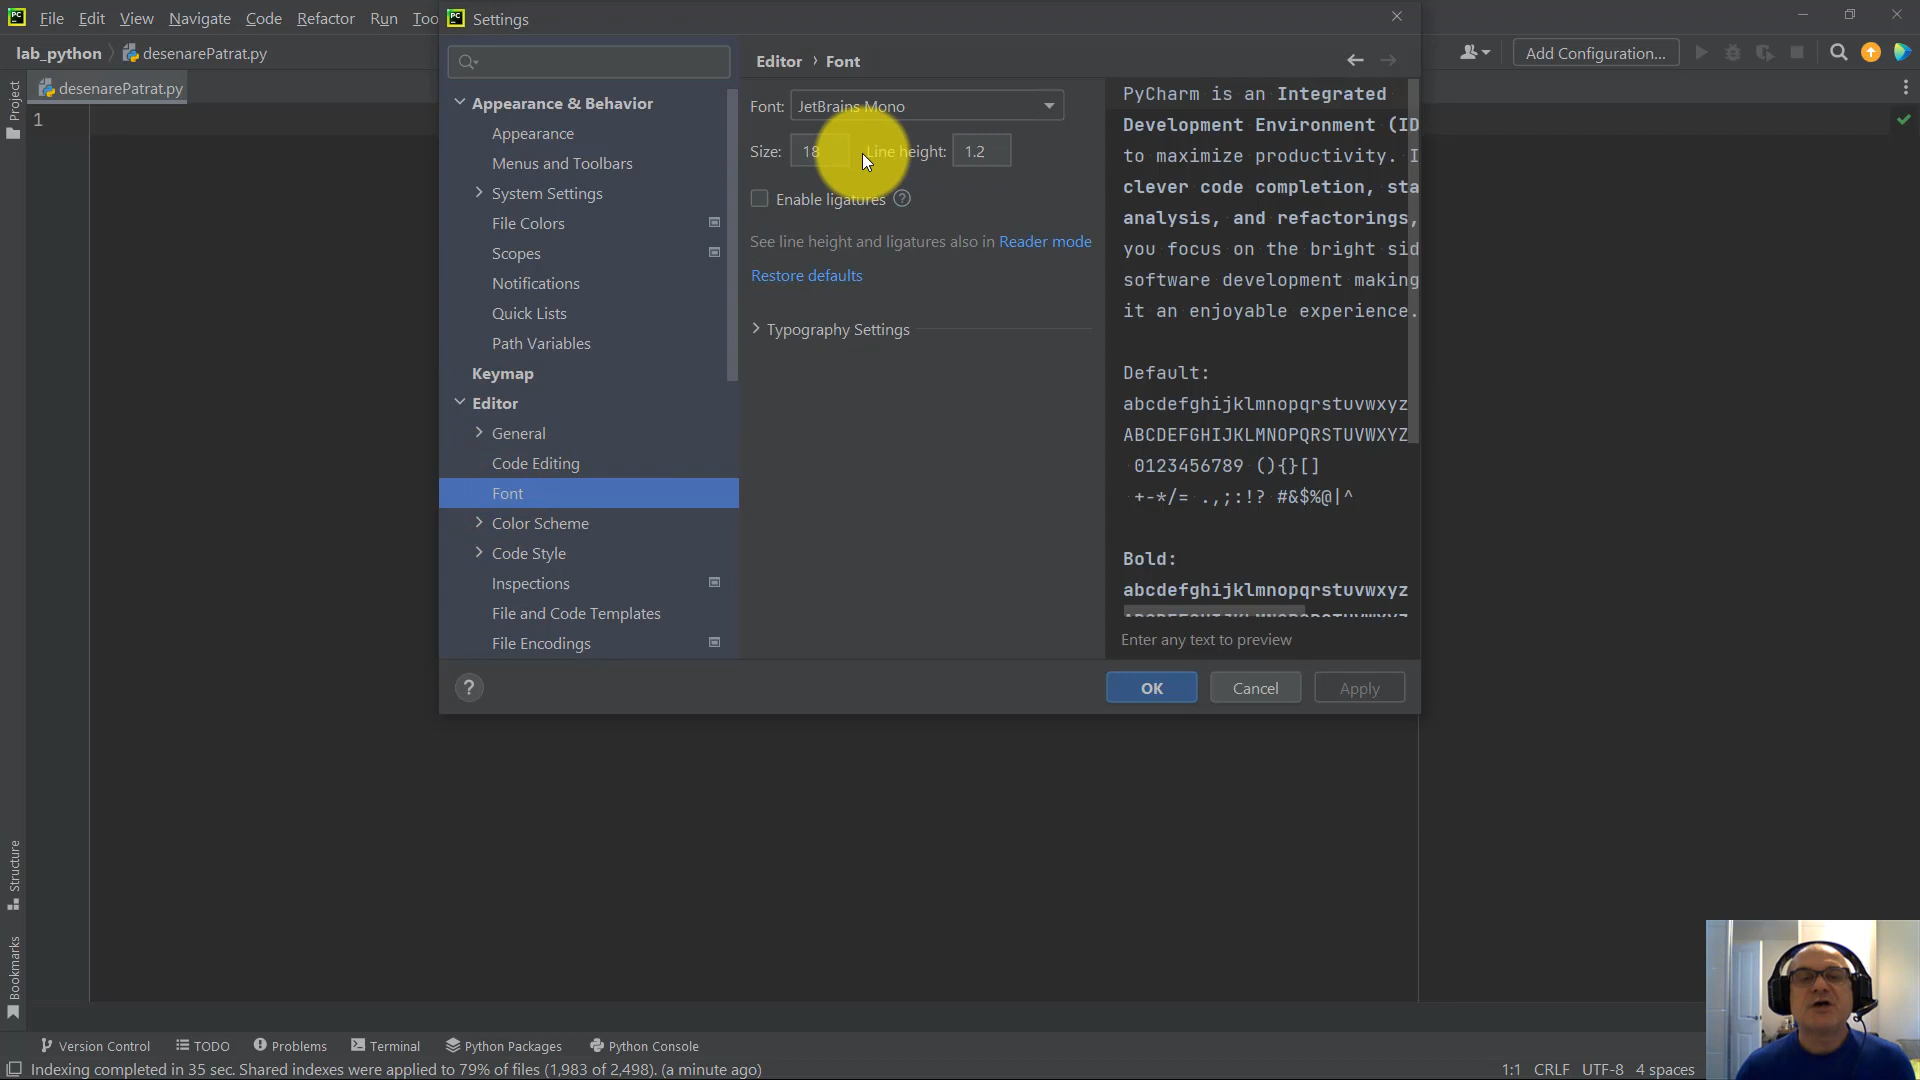 PC File Edit View Navigate Code Refactor Run Too
PC Settings
lab_python desenarePatrat.py
Add Configuration...
desenarePatrat.py
Project
1
Appearance & Behavior
Appearance
Menus and Toolbars
System Settings
File Colors
Scopes
Notifications
Quick Lists
Path Variables
Keymap
Editor
General
Code Editing
Font
Color Scheme
Code Style
Inspections
File and Code Templates
File Encodings
Editor › Font
Font: JetBrains Mono
Size: 18 Line height: 1.2
Enable ligatures ?
See line height and ligatures also in Reader mode
Restore defaults
Typography Settings
PyCharm is an Integrated
Development Environment (ID
to maximize productivity. I
clever code completion, sta
analysis, and refactorings,
you focus on the bright sid
software development making
it an enjoyable experience.
Default:
abcdefghijklmnopqrstuvwxyz
ABCDEFGHIJKLMNOPQRSTUVWXYZ
0123456789 (){}[]
+-*/= .,;:!? #&$%@|^
Bold:
abcdefghijklmnopqrstuvwxyz
Enter any text to preview
? OK Cancel Apply
Structure
Bookmarks
Version Control TODO Problems Terminal Python Packages Python Console
Indexing completed in 35 sec. Shared indexes were applied to 79% of files (1,983 of 2,498). (a minute ago)
1:1 CRLF UTF-8 4 spaces